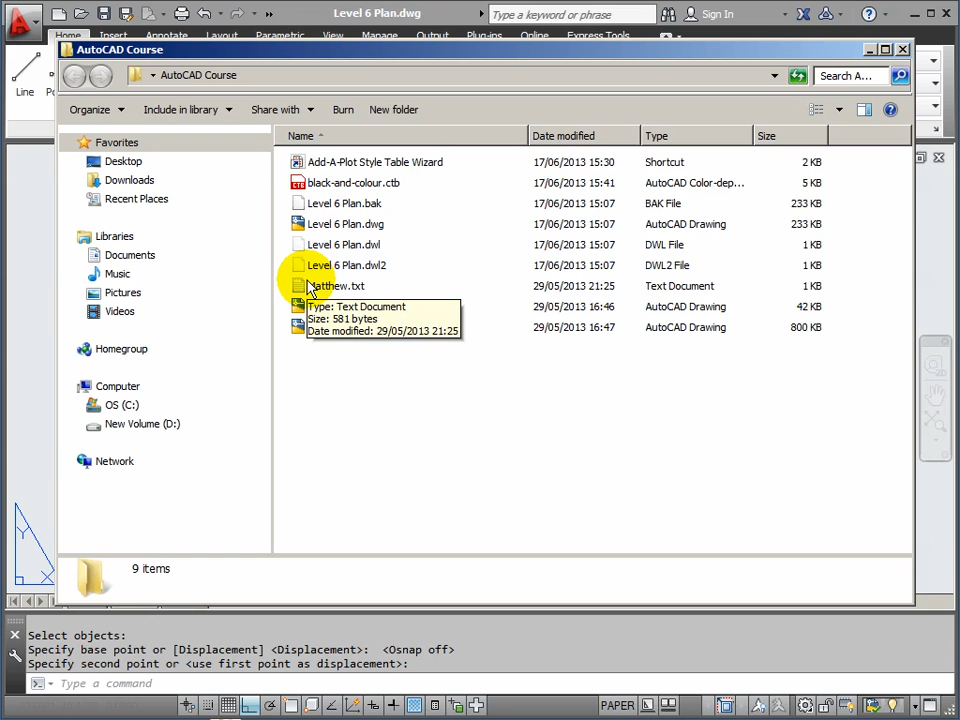 Level 6 Plan.dwg
Type a keyword or phrase
Sign In
Home Insert Annotate Layout Parametric View Manage Output Plug-ins Online Express Tools
AutoCAD Course
AutoCAD Course
Search A...
Line
Organize
Include in library
Share with
Burn
New folder
Name Date modified Type Size
Favorites
Desktop
Downloads
Recent Places
Libraries
Documents
Music
Pictures
Videos
Homegroup
Computer
OS (C:)
New Volume (D:)
Network
Add-A-Plot Style Table Wizard 17/06/2013 15:30 Shortcut 2 KB
black-and-colour.ctb 17/06/2013 15:41 AutoCAD Color-dep... 5 KB
Level 6 Plan.bak 17/06/2013 15:07 BAK File 233 KB
Level 6 Plan.dwg 17/06/2013 15:07 AutoCAD Drawing 233 KB
Level 6 Plan.dwl 17/06/2013 15:07 DWL File 1 KB
Level 6 Plan.dwl2 17/06/2013 15:07 DWL2 File 1 KB
Matthew.txt 29/05/2013 21:25 Text Document 1 KB
29/05/2013 16:46 AutoCAD Drawing 42 KB
29/05/2013 16:47 AutoCAD Drawing 800 KB
Type: Text Document
Size: 581 bytes
Date modified: 29/05/2013 21:25
9 items
Y
X
Select objects:
Specify base point or [Displacement] <Displacement>: <Osnap off>
Specify second point or <use first point as displacement>:
Type a command
PAPER